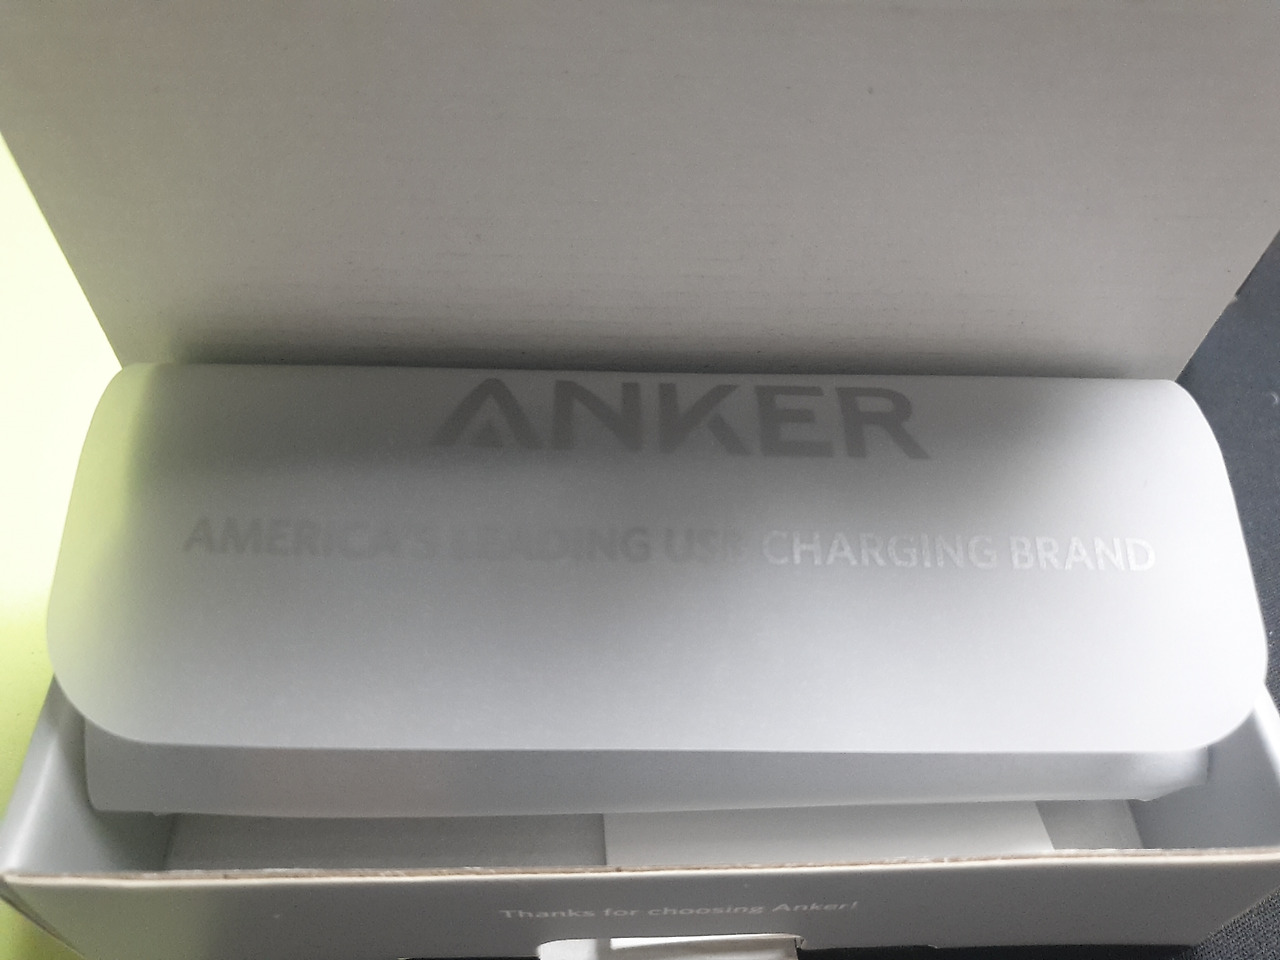 ANKER
AMERICA'S LEADING USB CHARGING BRAND
Thanks for choosing Anker!